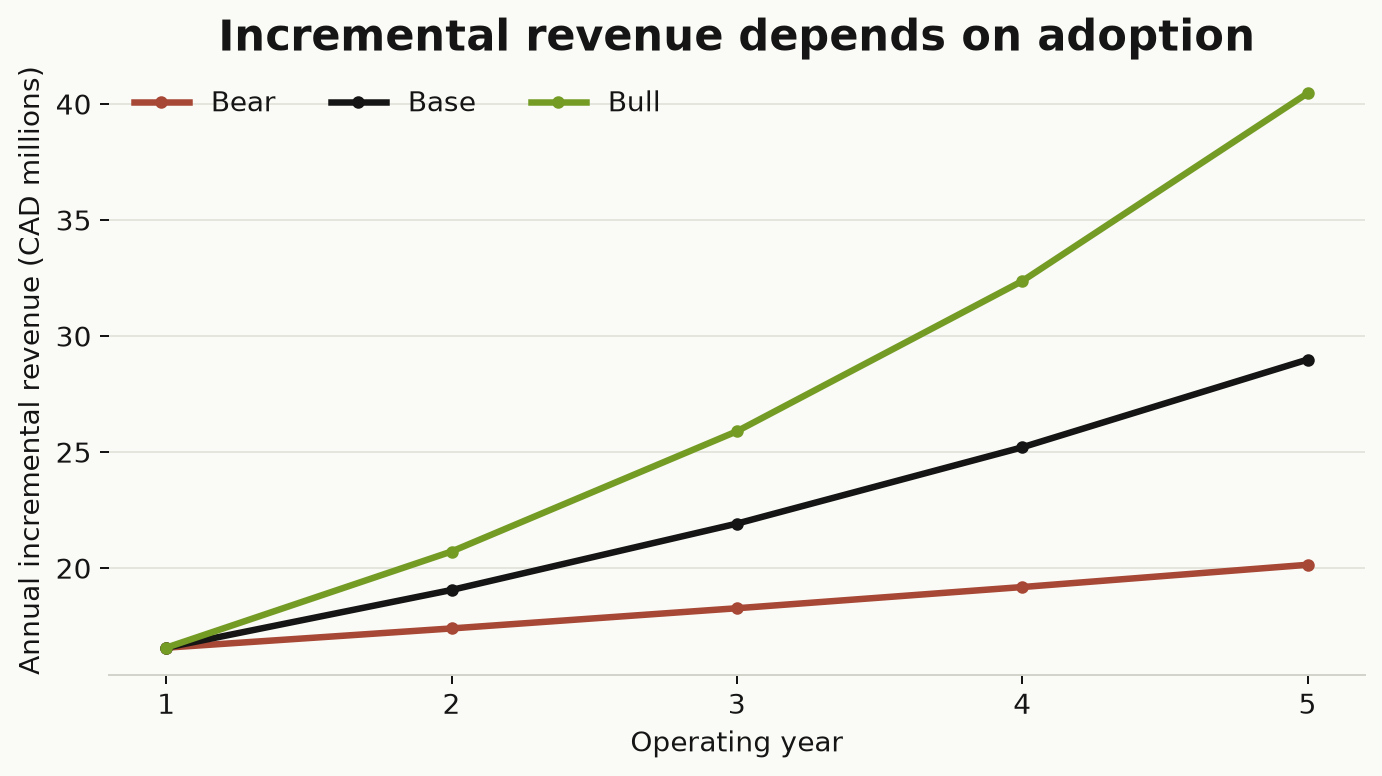 Incremental revenue depends on adoption
Bear Base Bull
Annual incremental revenue (CAD millions)
40
35
30
25
20
1 2 3 4 5
Operating year